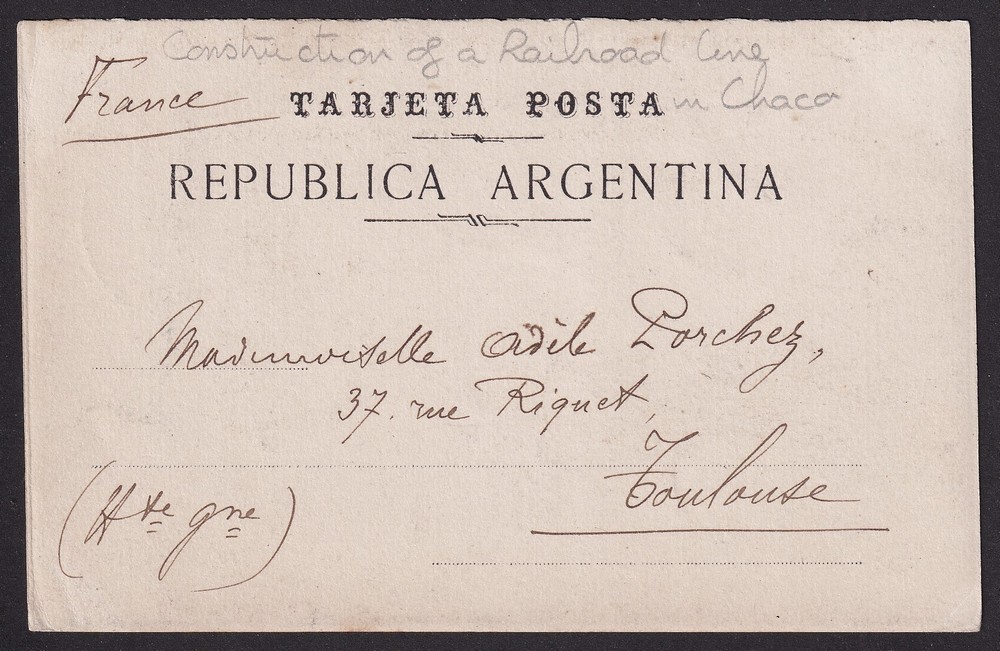 Construction of a Railroad line
in Chaco
France
TARJETA POSTA
REPUBLICA ARGENTINA
Mademoiselle Adèle Porchez,
37. rue Riquet,
Toulouse
(Hte gne)